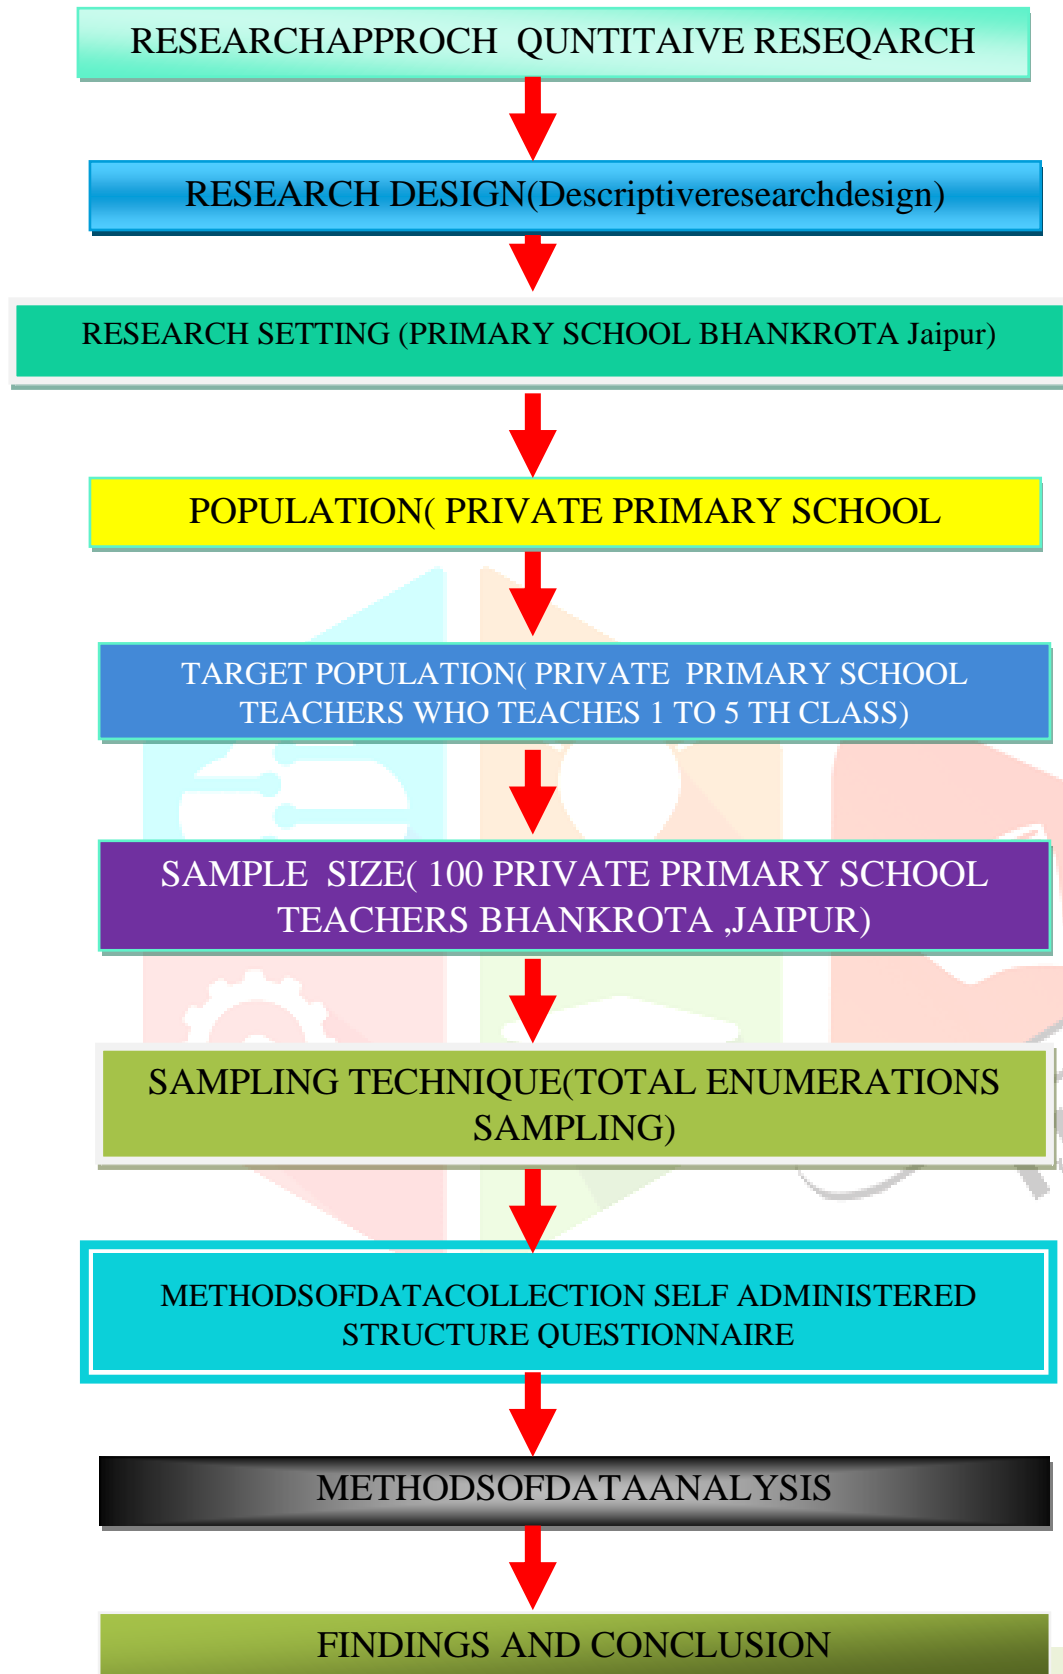 RESEARCHAPPROCH QUNTITAIVE RESEQARCH
RESEARCH DESIGN(Descriptiveresearchdesign)
RESEARCH SETTING (PRIMARY SCHOOL BHANKROTA Jaipur)
POPULATION( PRIVATE PRIMARY SCHOOL
TARGET POPULATION( PRIVATE PRIMARY SCHOOL
TEACHERS WHO TEACHES 1 TO 5 TH CLASS)
SAMPLE SIZE( 100 PRIVATE PRIMARY SCHOOL
TEACHERS BHANKROTA ,JAIPUR)
SAMPLING TECHNIQUE(TOTAL ENUMERATIONS
SAMPLING)
METHODSOFDATACOLLECTION SELF ADMINISTERED
STRUCTURE QUESTIONNAIRE
METHODSOFDATAANALYSIS
FINDINGS AND CONCLUSION